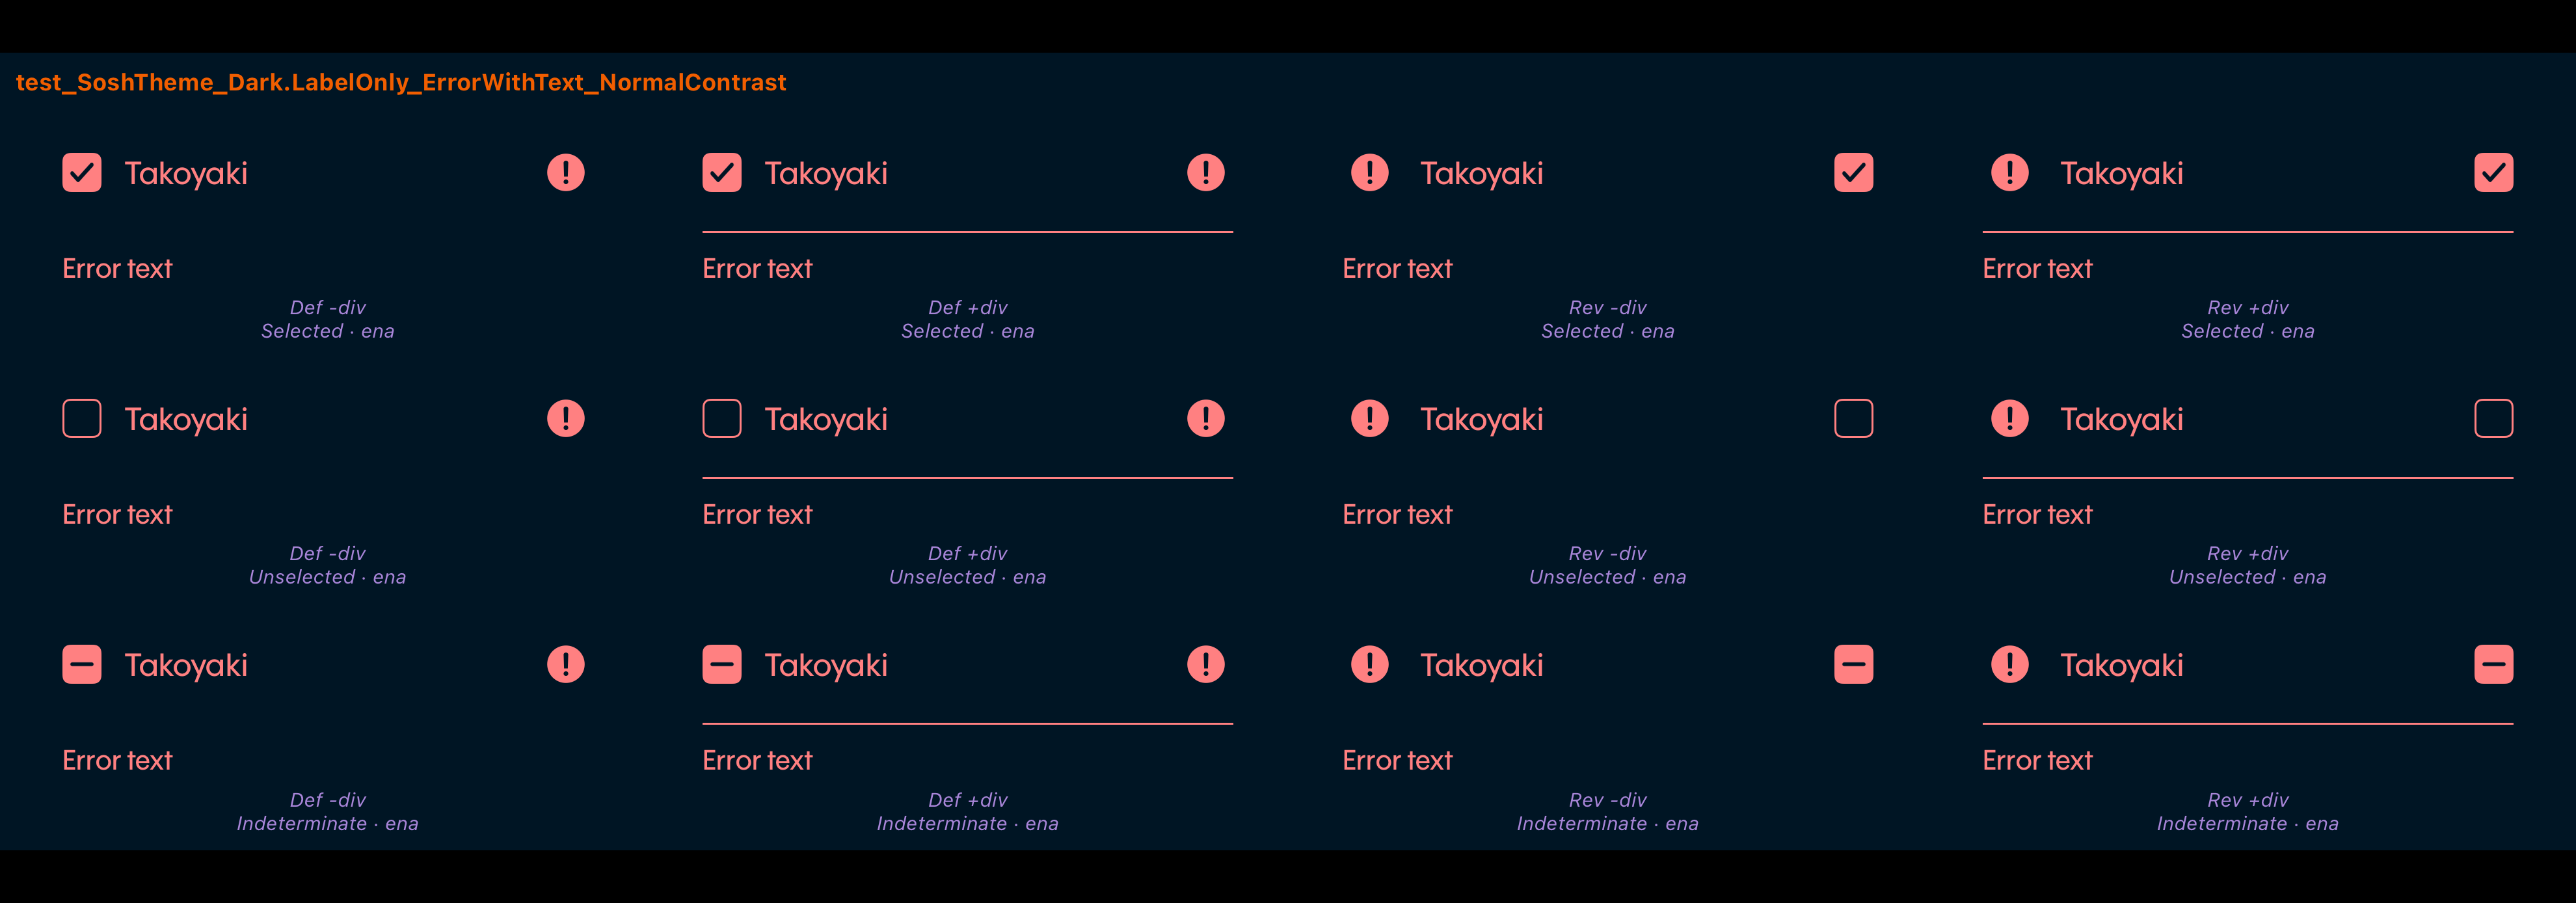 test_SoshTheme_Dark.LabelOnly_ErrorWithText_NormalContrast
Takoyaki
Takoyaki
Takoyaki
Takoyaki
Error text
Error text
Error text
Error text
Def -div
Selected · ena
Def +div
Selected · ena
Rev -div
Selected · ena
Rev +div
Selected · ena
Takoyaki
Takoyaki
Takoyaki
Takoyaki
Error text
Error text
Error text
Error text
Def -div
Unselected · ena
Def +div
Unselected · ena
Rev -div
Unselected · ena
Rev +div
Unselected · ena
Takoyaki
Takoyaki
Takoyaki
Takoyaki
Error text
Error text
Error text
Error text
Def -div
Indeterminate · ena
Def +div
Indeterminate · ena
Rev -div
Indeterminate · ena
Rev +div
Indeterminate · ena